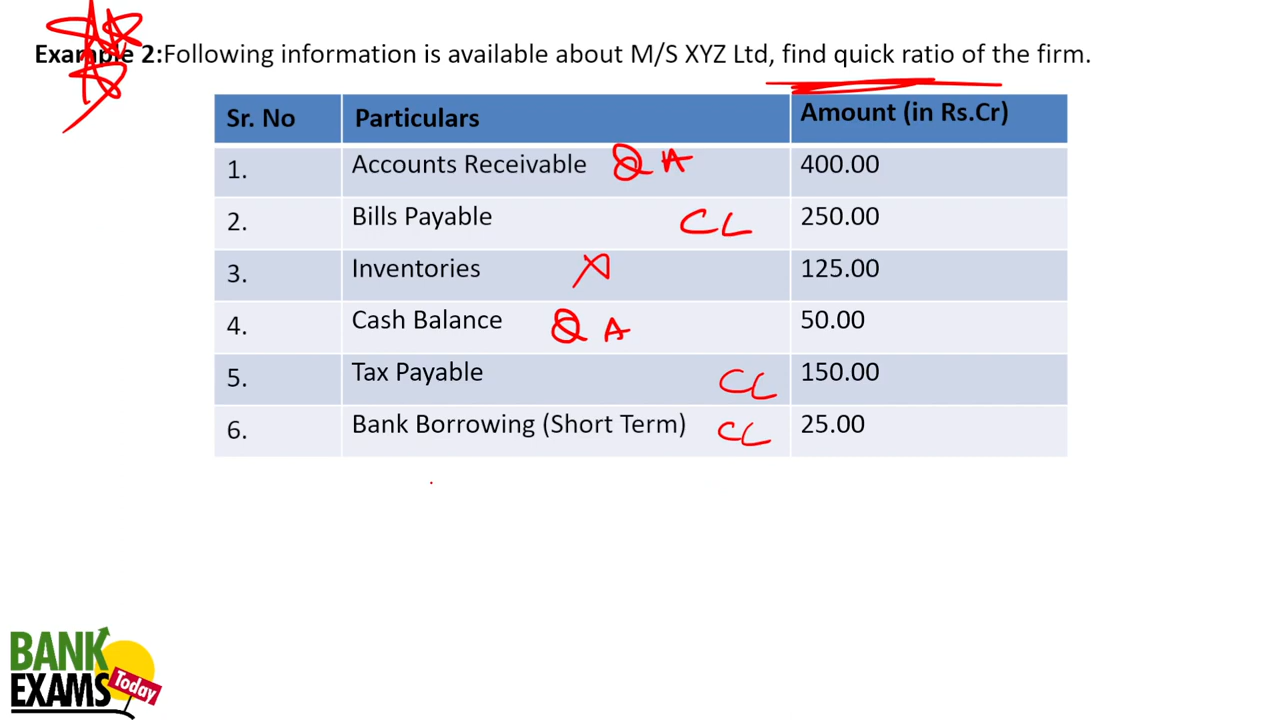 Example 2:Following information is available about M/S XYZ Ltd, find quick ratio of the firm.
Sr. No Particulars Amount (in Rs.Cr)
1. Accounts Receivable QA 400.00
2. Bills Payable CL 250.00
3. Inventories 125.00
4. Cash Balance QA 50.00
5. Tax Payable CL 150.00
6. Bank Borrowing (Short Term) CL 25.00
BANK
EXAMS Today